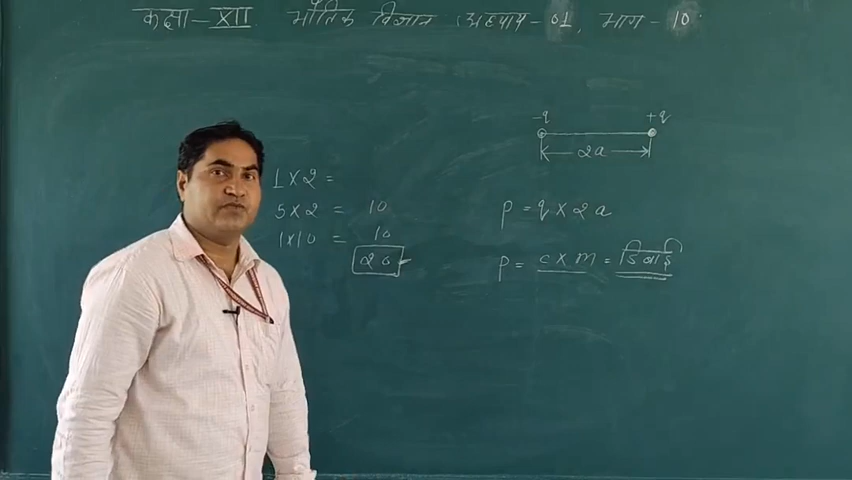 कक्षा - XII भौतिक विज्ञान अध्याय - 01, भाग - 10
-q +q
2a
1 x 2 =
5 x 2 = 10
1 x 10 = 10
20
P = q x 2a
P = c x m = डिबाई